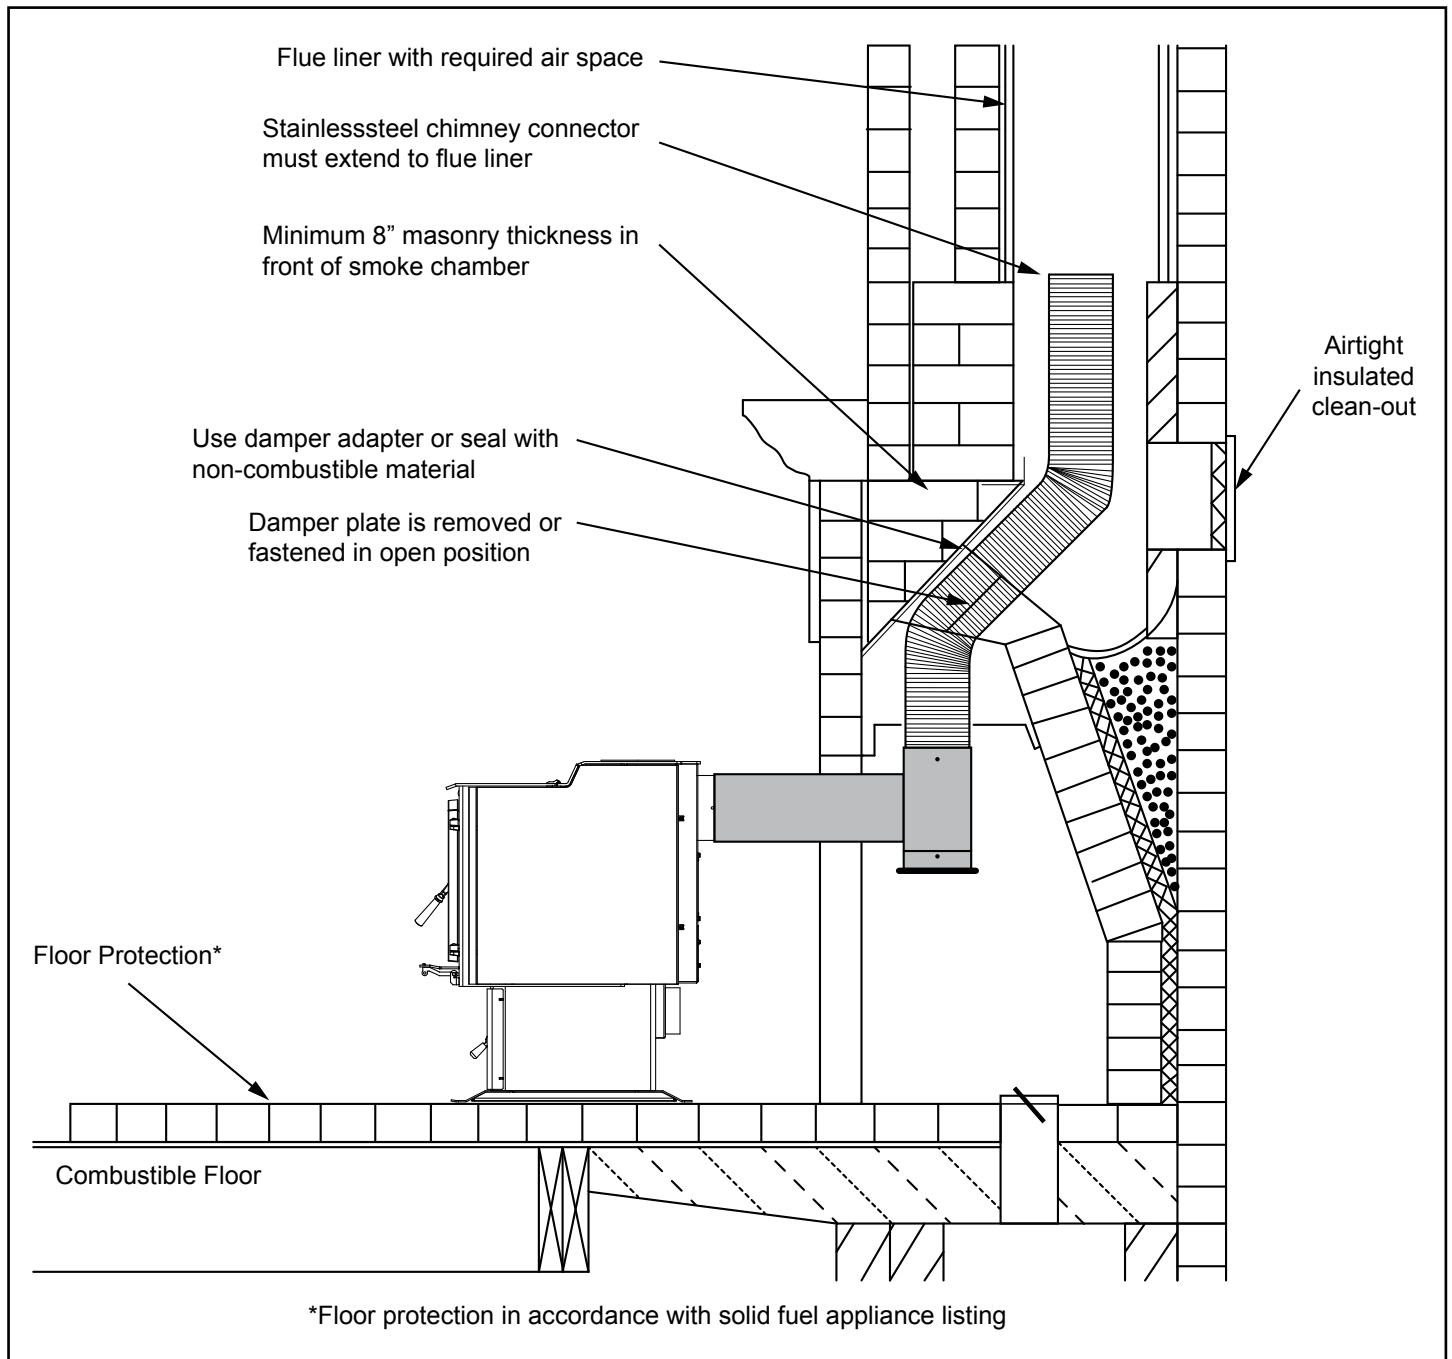 Flue liner with required air space
Stainlesssteel chimney connector
must extend to flue liner
Minimum 8” masonry thickness in
front of smoke chamber
Airtight
insulated
clean-out
Use damper adapter or seal with
non-combustible material
Damper plate is removed or
fastened in open position
Floor Protection*
Combustible Floor
*Floor protection in accordance with solid fuel appliance listing